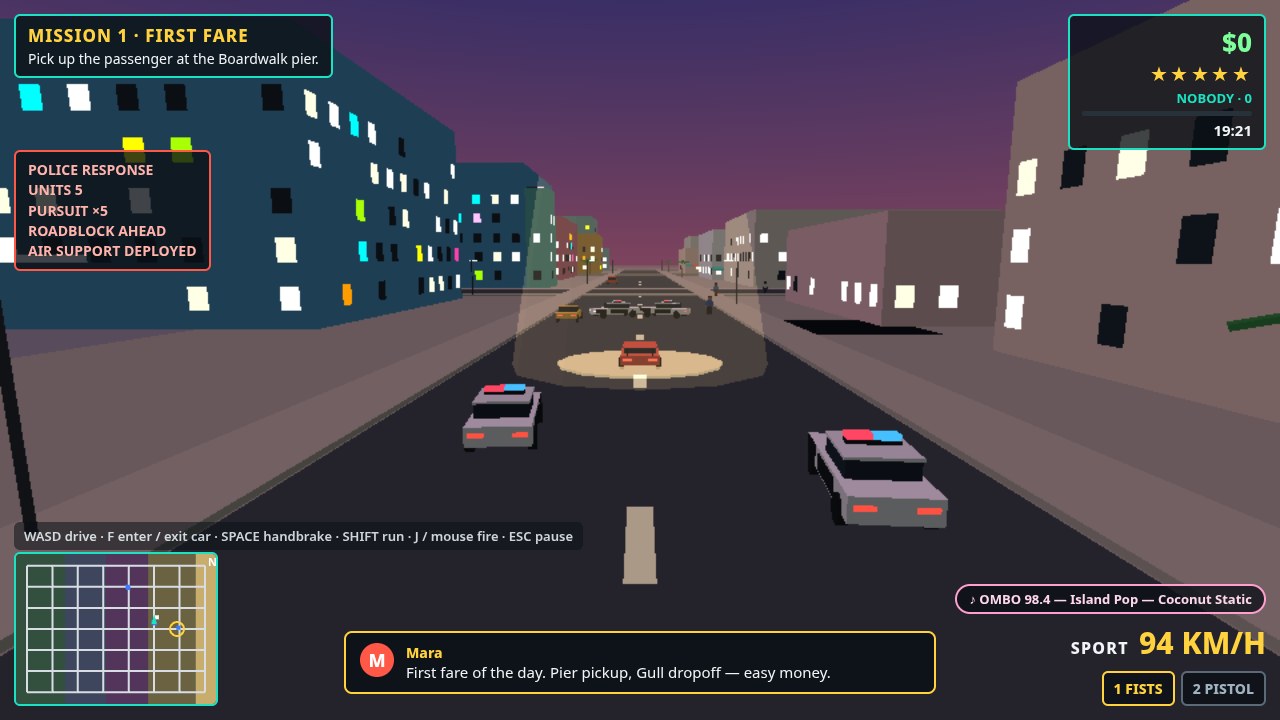 MISSION 1 · FIRST FARE
Pick up the passenger at the Boardwalk pier.
$0
★★★★★
NOBODY · 0
19:21
POLICE RESPONSE
UNITS 5
PURSUIT ×5
ROADBLOCK AHEAD
AIR SUPPORT DEPLOYED
WASD drive · F enter / exit car · SPACE handbrake · SHIFT run · J / mouse fire · ESC pause
N
♪ OMBO 98.4 — Island Pop — Coconut Static
M
Mara
First fare of the day. Pier pickup, Gull dropoff — easy money.
SPORT 94 KM/H
1 FISTS
2 PISTOL